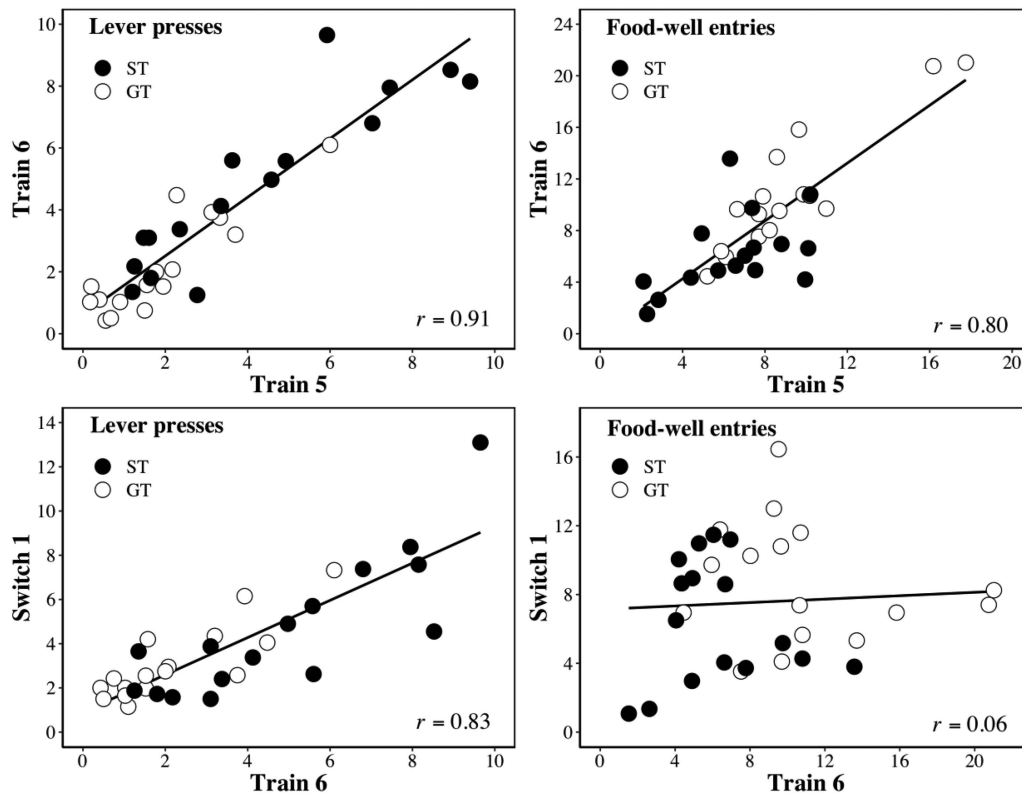 Lever presses
ST
GT
r = 0.91
Train 6
0
2
4
6
8
10
0 2 4 6 8 10
Train 5
Food-well entries
ST
GT
r = 0.80
Train 6
0
4
8
12
16
20
24
0 4 8 12 16 20
Train 5
Lever presses
ST
GT
r = 0.83
Switch 1
0
2
4
6
8
10
12
14
0 2 4 6 8 10
Train 6
Food-well entries
ST
GT
r = 0.06
Switch 1
0
4
8
12
16
0 4 8 12 16 20
Train 6